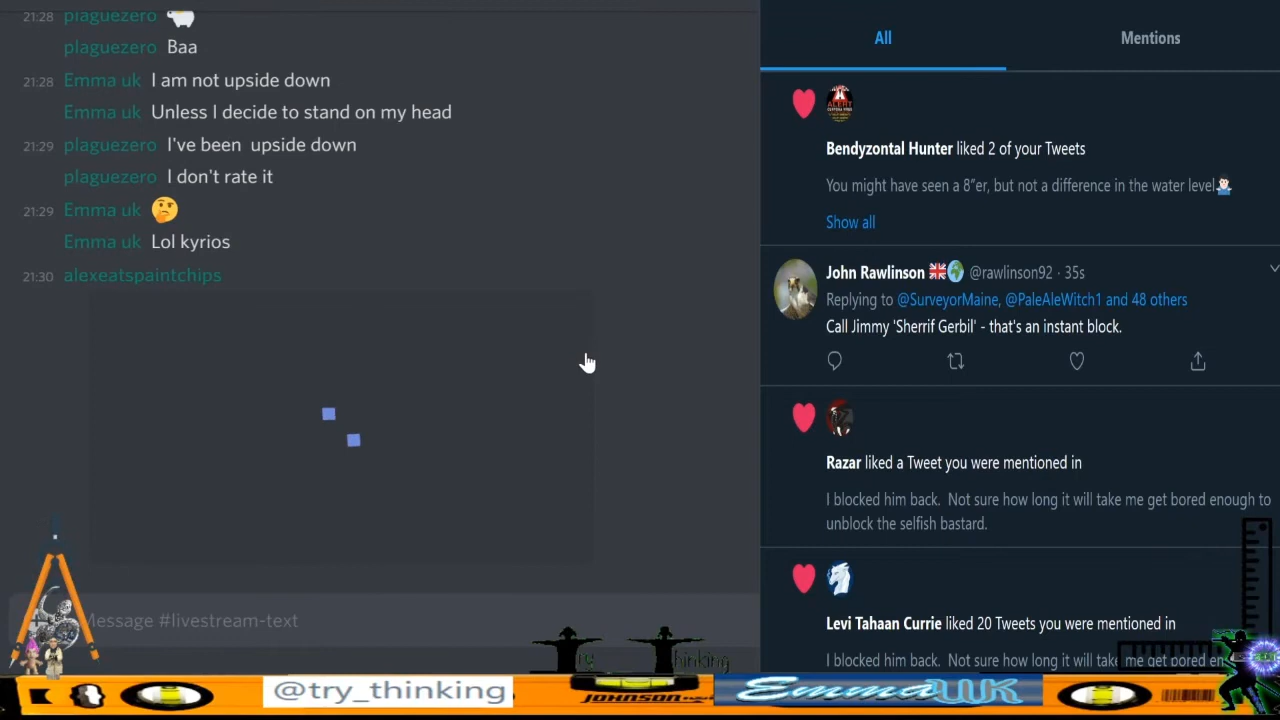 21:28 plaguezero
plaguezero Baa
21:28 Emma uk I am not upside down
Emma uk Unless I decide to stand on my head
21:29 plaguezero I've been upside down
plaguezero I don't rate it
21:29 Emma uk 🤔
Emma uk Lol kyrios
21:30 alexeatspaintchips
Message #livestream-text
All
Mentions
ALERT
Bendyzontal Hunter liked 2 of your Tweets
You might have seen a 8”er, but not a difference in the water level🤷🏻‍♂️
Show all
John Rawlinson 🇬🇧🌍 @rawlinson92 · 35s
Replying to @SurveyorMaine, @PaleAleWitch1 and 48 others
Call Jimmy 'Sherrif Gerbil' - that's an instant block.
Razar liked a Tweet you were mentioned in
I blocked him back. Not sure how long it will take me get bored enough to
unblock the selfish bastard.
Levi Tahaan Currie liked 20 Tweets you were mentioned in
I blocked him back. Not sure how long it will take me get bored en
Try Thinking
@try_thinking
JOHNSON
EmmaUK